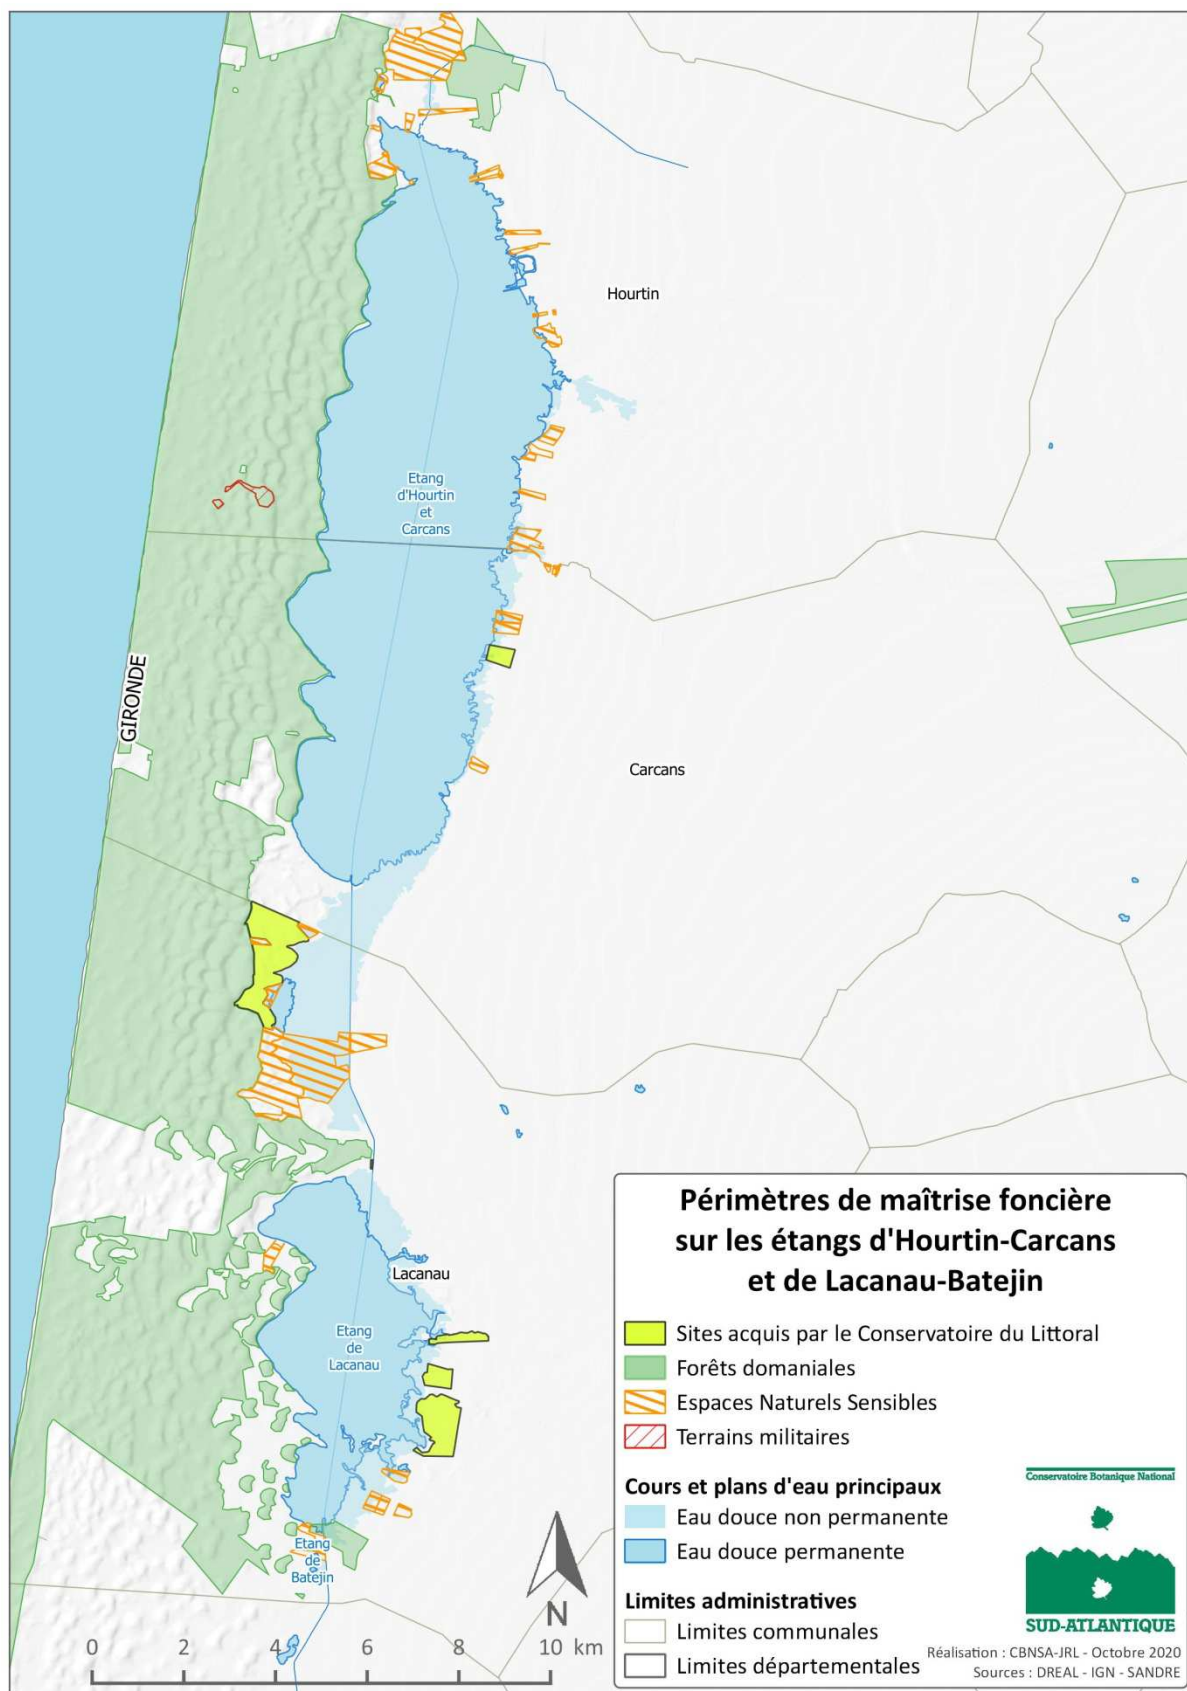 Hourtin
Etang
d'Hourtin
et
Carcans
GIRONDE
Carcans
Lacanau
Etang
de
Lacanau
Etang
de
Batejin
Périmètres de maîtrise foncière
sur les étangs d'Hourtin-Carcans
et de Lacanau-Batejin
Sites acquis par le Conservatoire du Littoral
Forêts domaniales
Espaces Naturels Sensibles
Terrains militaires
Cours et plans d'eau principaux
Eau douce non permanente
Eau douce permanente
Limites administratives
Limites communales
Limites départementales
Conservatoire Botanique National
SUD-ATLANTIQUE
Réalisation : CBNSA-JRL - Octobre 2020
Sources : DREAL - IGN - SANDRE
N
0 2 4 6 8 10 km